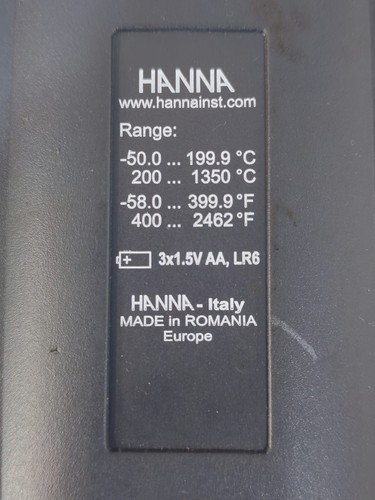 HANNA
www.hannainst.com
Range:
-50.0 ... 199.9 °C
200 ... 1350 °C
-58.0 ... 399.9 °F
400 ... 2462 °F
+ 3x1.5V AA, LR6
HANNA - Italy
MADE in ROMANIA
Europe